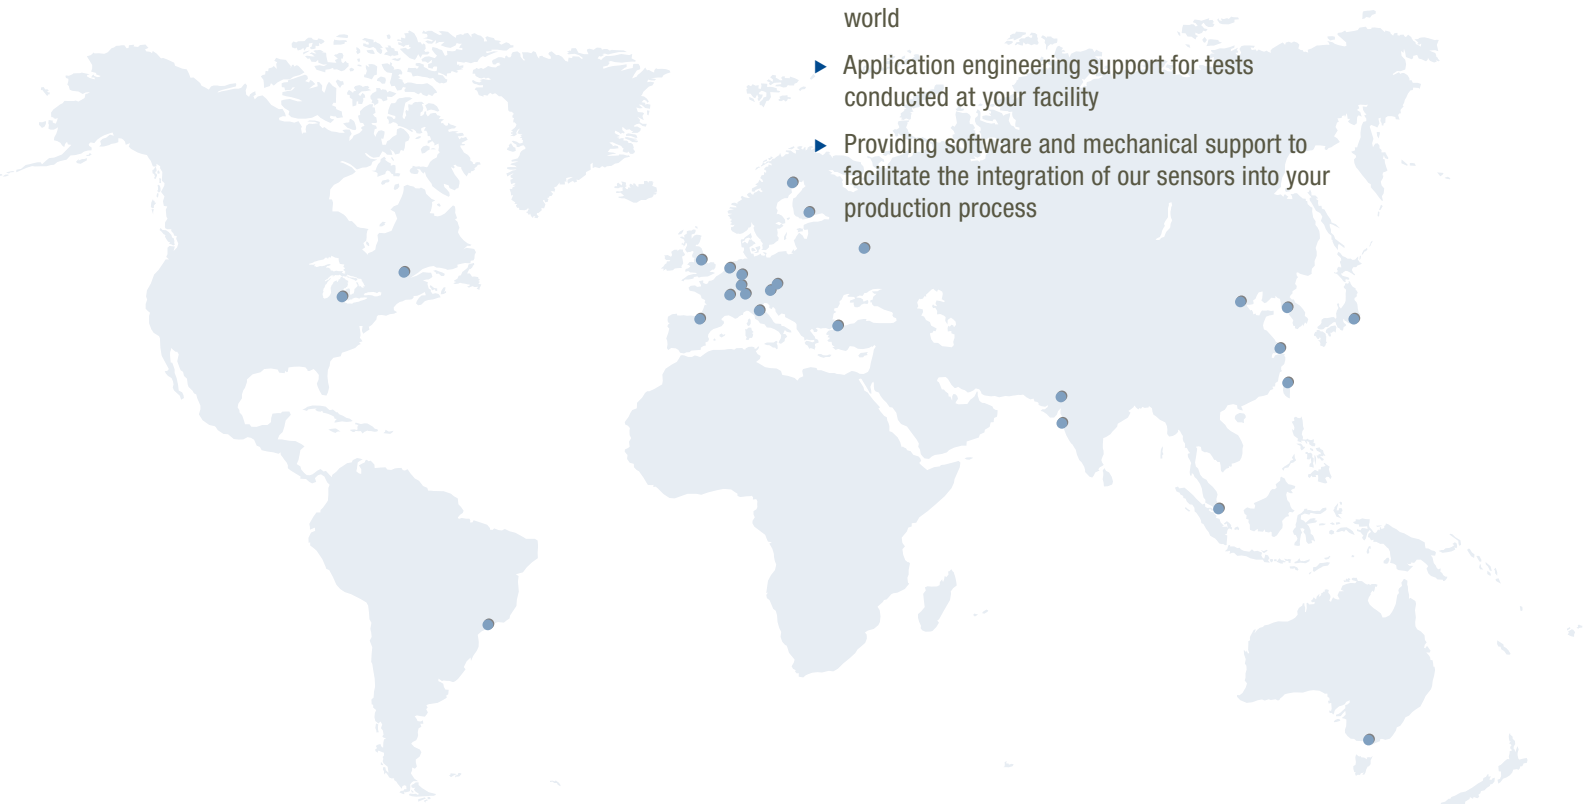 world
▶ Application engineering support for tests
conducted at your facility
▶ Providing software and mechanical support to
facilitate the integration of our sensors into your
production process